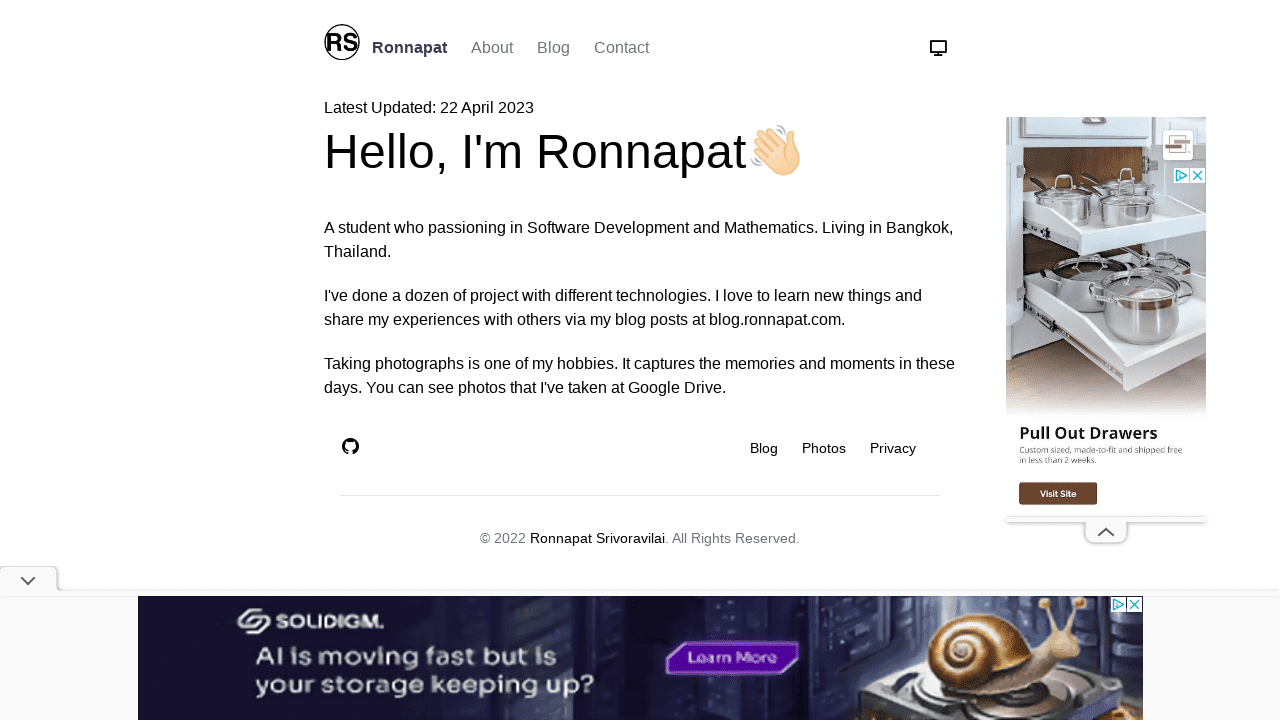 RS
Ronnapat About Blog Contact
Latest Updated: 22 April 2023
Hello, I'm Ronnapat👋🏼
A student who passioning in Software Development and Mathematics. Living in Bangkok,
Thailand.
I've done a dozen of project with different technologies. I love to learn new things and
share my experiences with others via my blog posts at blog.ronnapat.com.
Taking photographs is one of my hobbies. It captures the memories and moments in these
days. You can see photos that I've taken at Google Drive.
Blog Photos Privacy
© 2022 Ronnapat Srivoravilai. All Rights Reserved.
Pull Out Drawers
Custom sized, made-to-fit and shipped free
in less than 2 weeks.
Visit Site
SOLIDIGM.
AI is moving fast but is
your storage keeping up?
Learn More